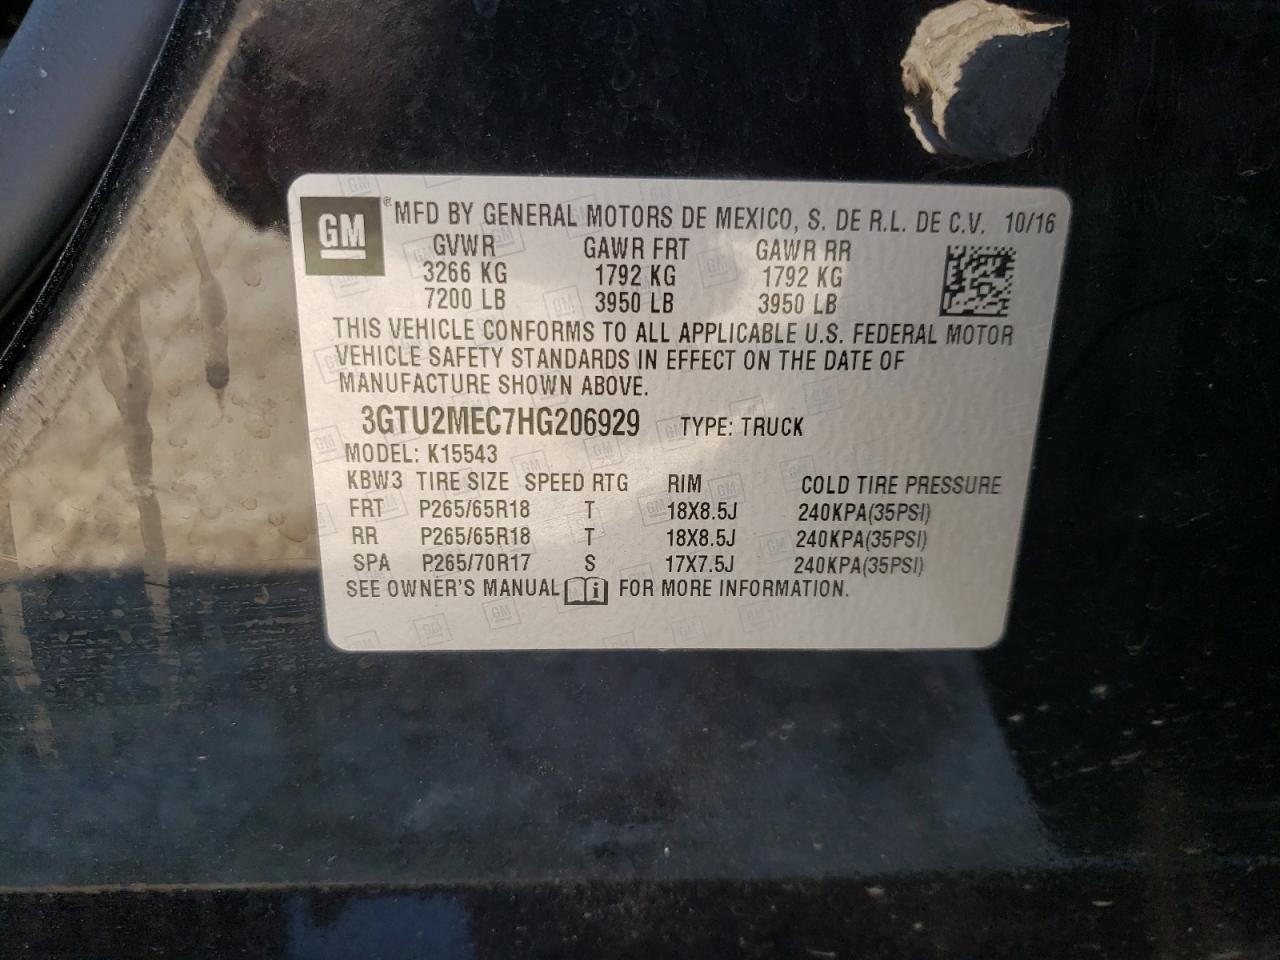 GM ® MFD BY GENERAL MOTORS DE MEXICO, S. DE R.L. DE C.V. 10/16
GVWR GAWR FRT GAWR RR
3266 KG 1792 KG 1792 KG
7200 LB 3950 LB 3950 LB
THIS VEHICLE CONFORMS TO ALL APPLICABLE U.S. FEDERAL MOTOR
VEHICLE SAFETY STANDARDS IN EFFECT ON THE DATE OF
MANUFACTURE SHOWN ABOVE.
3GTU2MEC7HG206929 TYPE: TRUCK
MODEL: K15543
KBW3 TIRE SIZE SPEED RTG RIM COLD TIRE PRESSURE
FRT P265/65R18 T 18X8.5J 240KPA(35PSI)
RR P265/65R18 T 18X8.5J 240KPA(35PSI)
SPA P265/70R17 S 17X7.5J 240KPA(35PSI)
SEE OWNER'S MANUAL i FOR MORE INFORMATION.